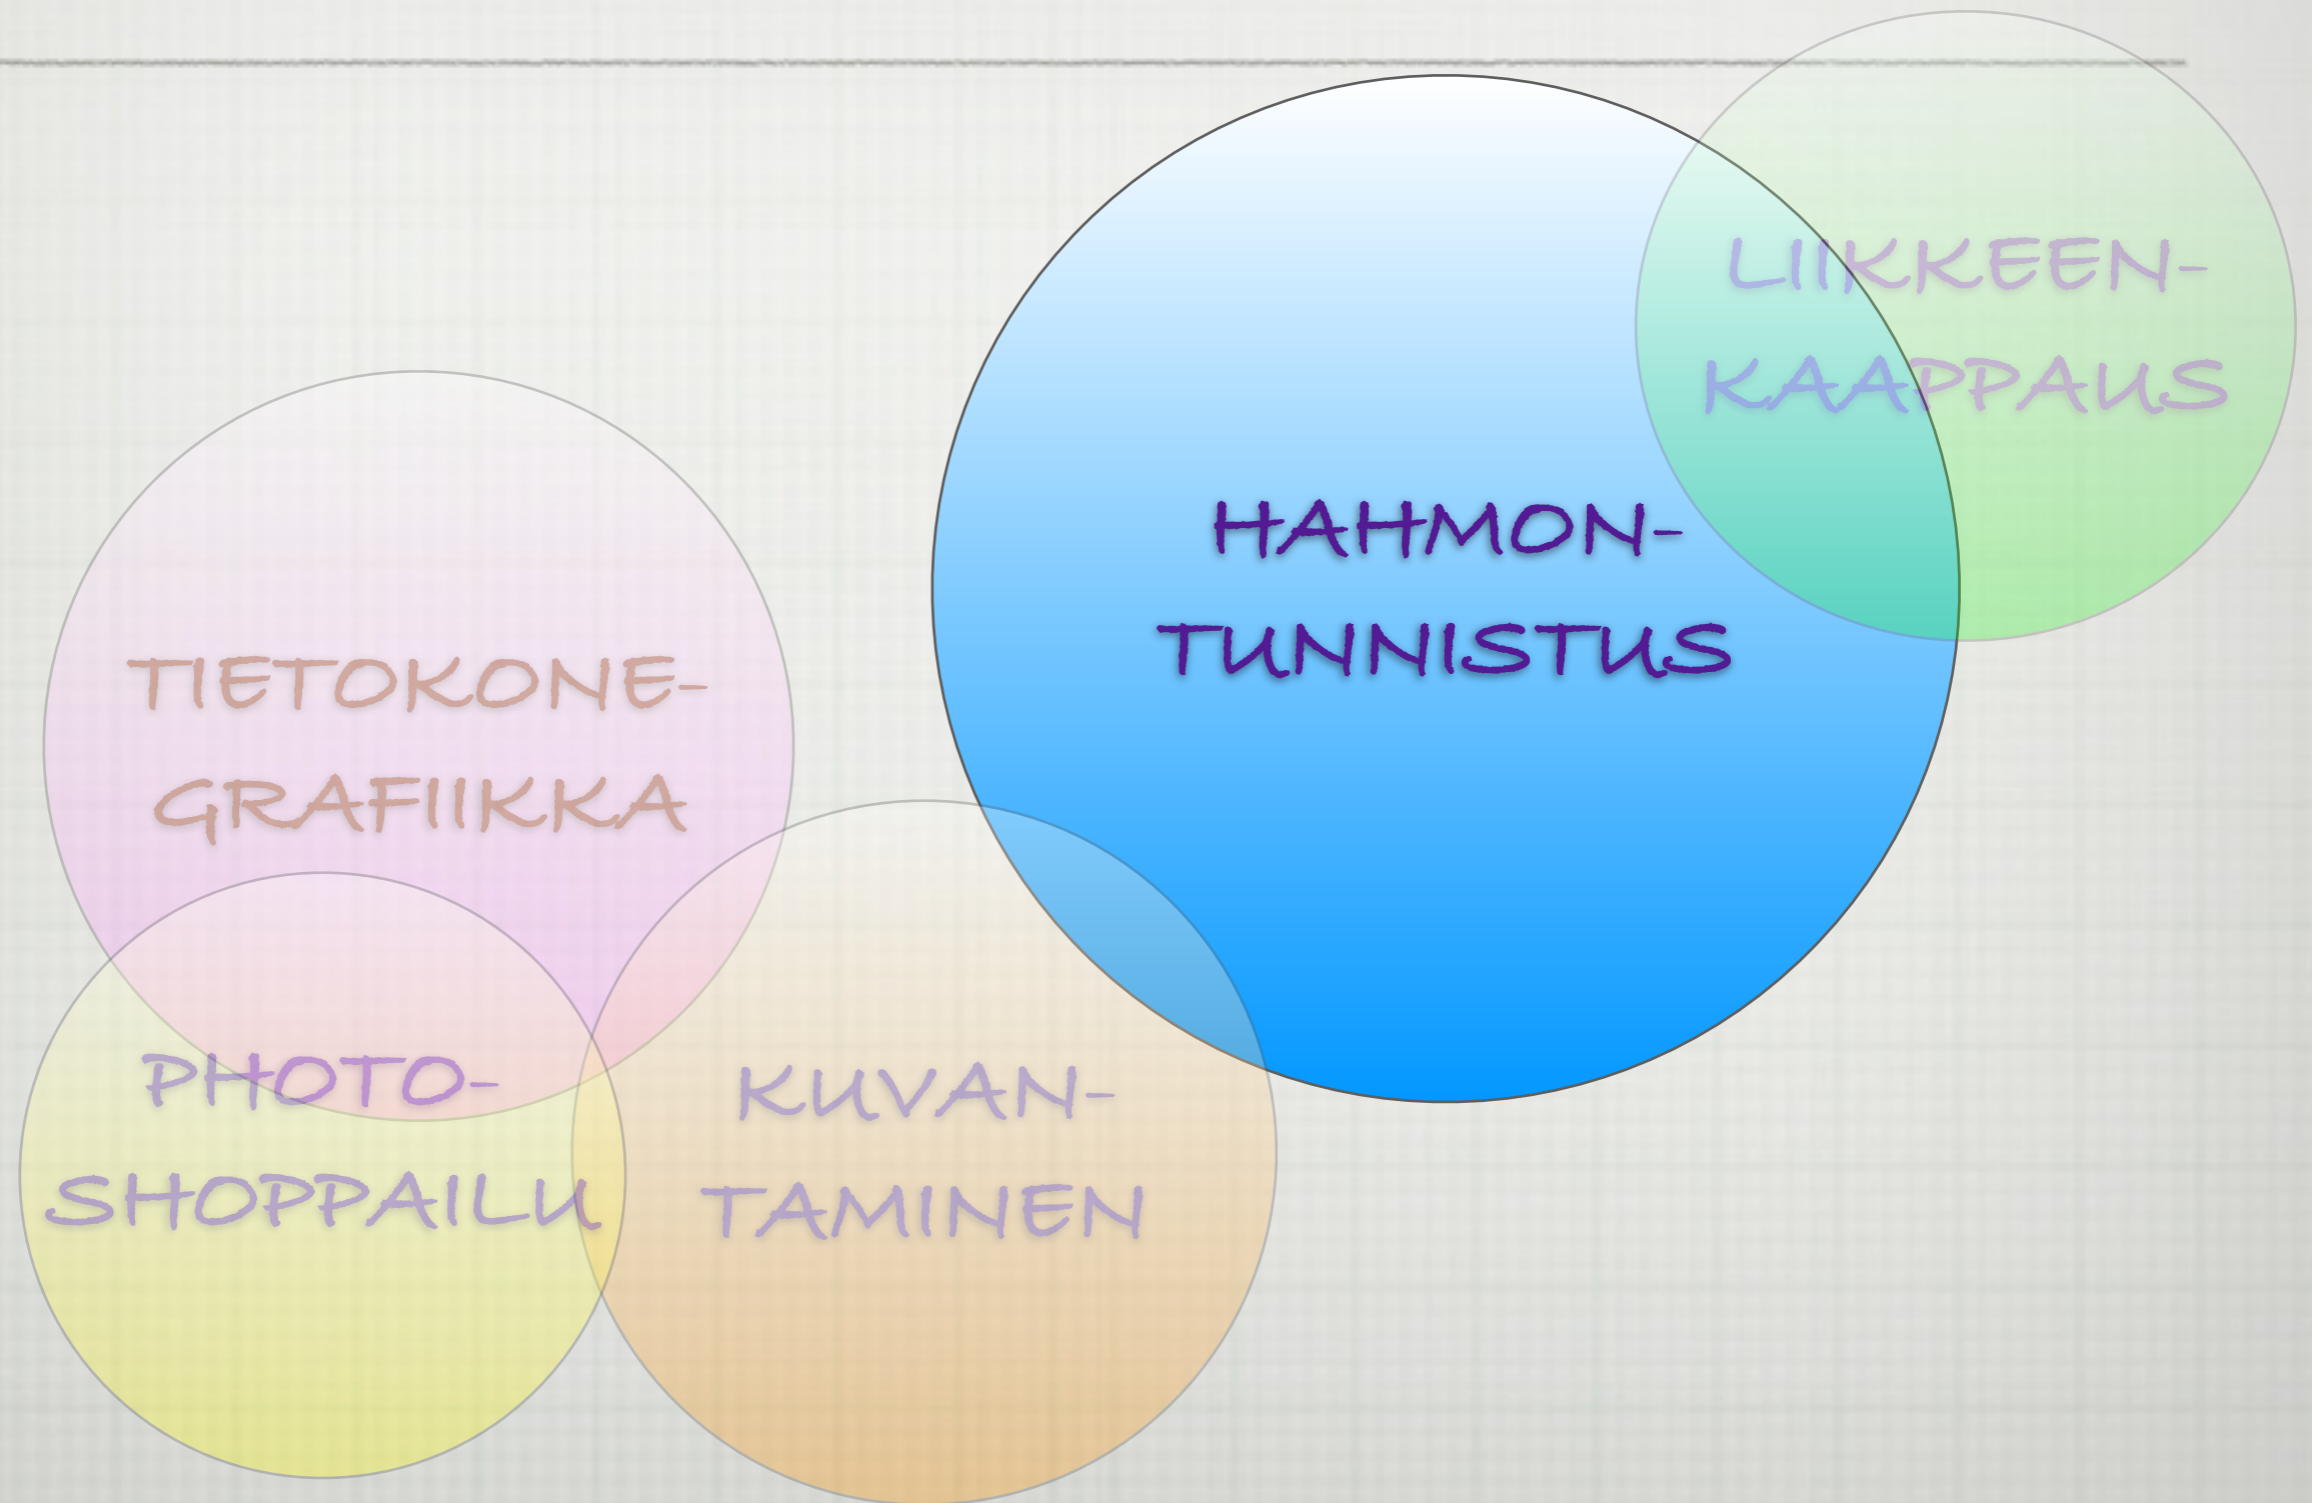 LIIKKEEN-
KAAPPAUS
HAHMON-
TUNNISTUS
TIETOKONE-
GRAFIIKKA
PHOTO-
SHOPPAILU
KUVAN-
TAMINEN